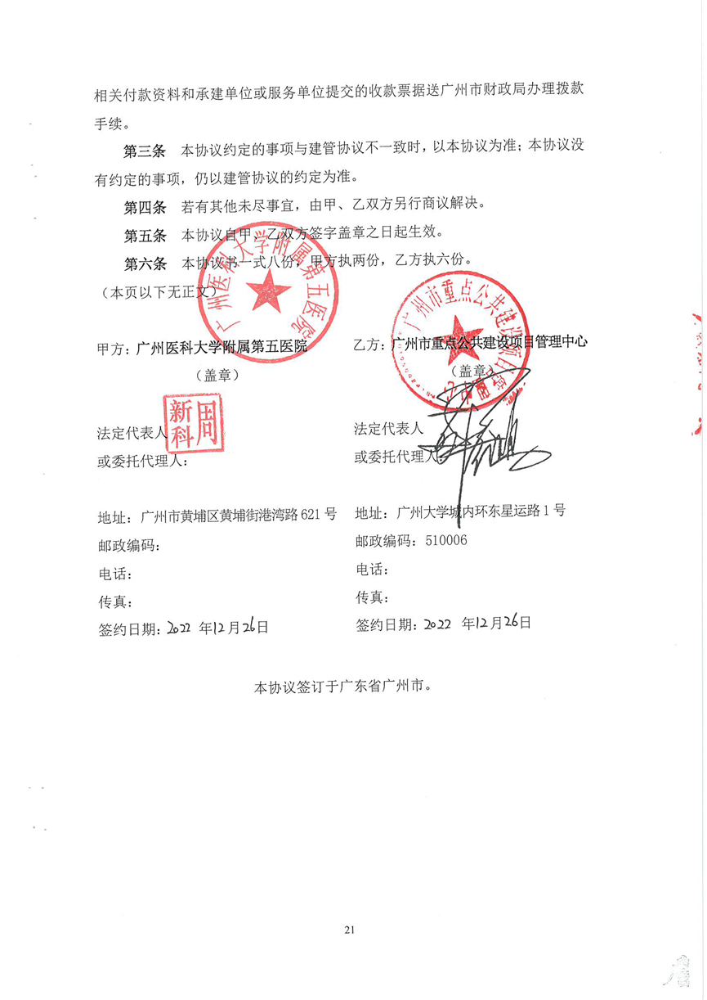 相关付款资料和承建单位或服务单位提交的收款票据送广州市财政局办理拨款
手续。
第三条 本协议约定的事项与建管协议不一致时，以本协议为准；本协议没
有约定的事项，仍以建管协议的约定为准。
第四条 若有其他未尽事宜，由甲、乙双方另行商议解决。
第五条 本协议自甲、乙双方签字盖章之日起生效。
第六条 本协议书一式八份，甲方执两份，乙方执六份。
（本页以下无正文）
广州医科大学附属第五医院
广州市重点公共建设项目管理中心
甲方：广州医科大学附属第五医院
乙方：广州市重点公共建设项目管理中心
（盖章）
（盖章）
周新科
法定代表人
或委托代理人：
法定代表人
或委托代理人
地址：广州市黄埔区黄埔街港湾路 621 号
邮政编码：
电话：
传真：
签约日期：2022 年12月26日
地址：广州大学城内环东星运路 1 号
邮政编码：510006
电话：
传真：
签约日期：2022 年12月26日
本协议签订于广东省广州市。
21